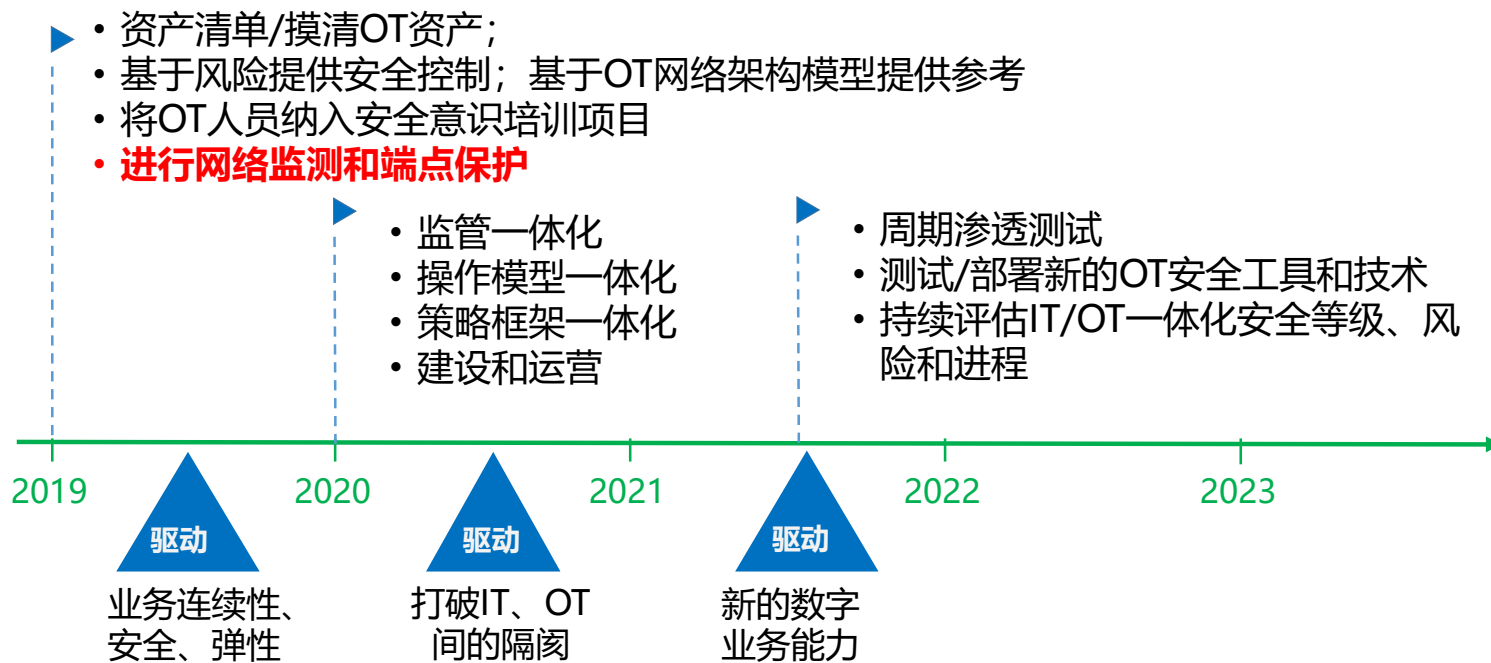 • 资产清单/摸清OT资产；
• 基于风险提供安全控制；基于OT网络架构模型提供参考
• 将OT人员纳入安全意识培训项目
• 进行网络监测和端点保护
• 监管一体化
• 操作模型一体化
• 策略框架一体化
• 建设和运营
• 周期渗透测试
• 测试/部署新的OT安全工具和技术
• 持续评估IT/OT一体化安全等级、风
险和进程
2019
2020
2021
2022
2023
驱动
驱动
驱动
业务连续性、
安全、弹性
打破IT、OT
间的隔阂
新的数字
业务能力